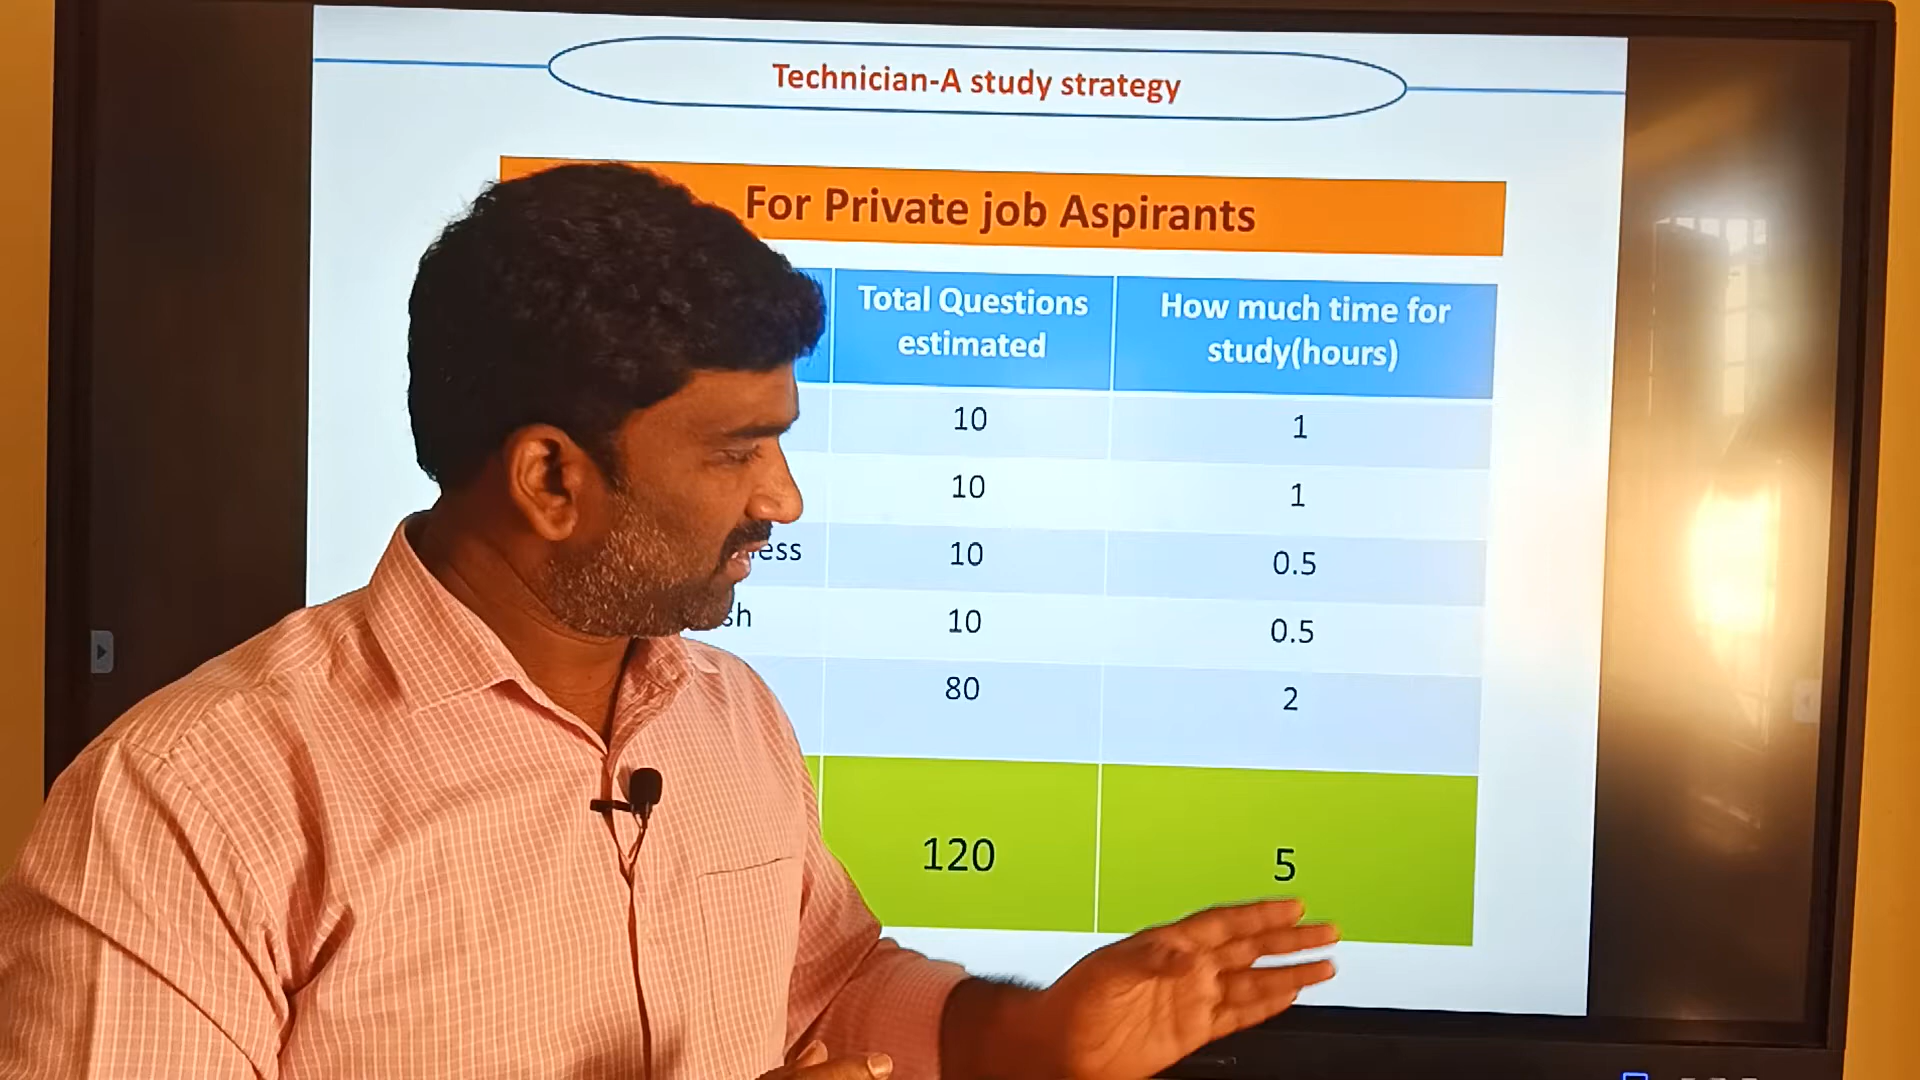 Technician-A study strategy
For Private job Aspirants
Total Questions
estimated
How much time for
study(hours)
10 1
10 1
10 0.5
10 0.5
80 2
120 5